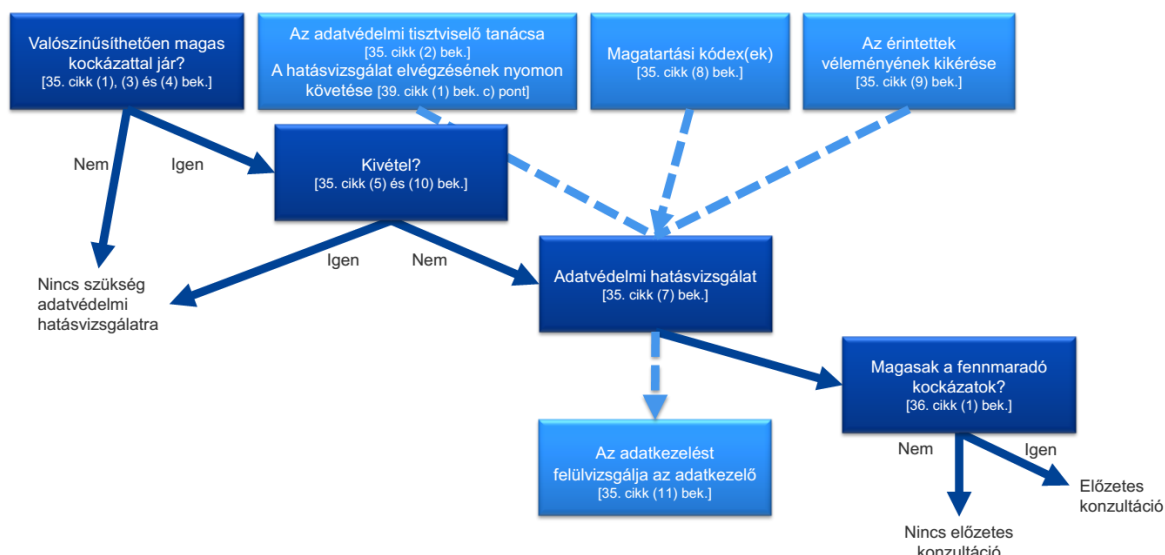 Valószínűsíthetően magas
kockázattal jár?
[35. cikk (1), (3) és (4) bek.]
Az adatvédelmi tisztviselő tanácsa
[35. cikk (2) bek.]
A hatásvizsgálat elvégzésének nyomon
követése [39. cikk (1) bek. c) pont]
Magatartási kódex(ek)
[35. cikk (8) bek.]
Az érintettek
véleményének kikérése
[35. cikk (9) bek.]
Nem
Igen
Kivétel?
[35. cikk (5) és (10) bek.]
Igen
Nem
Nincs szükség
adatvédelmi
hatásvizsgálatra
Adatvédelmi hatásvizsgálat
[35. cikk (7) bek.]
Magasak a fennmaradó
kockázatok?
[36. cikk (1) bek.]
Az adatkezelést
felülvizsgálja az adatkezelő
[35. cikk (11) bek.]
Nem
Igen
Előzetes
konzultáció
Nincs előzetes
konzultáció